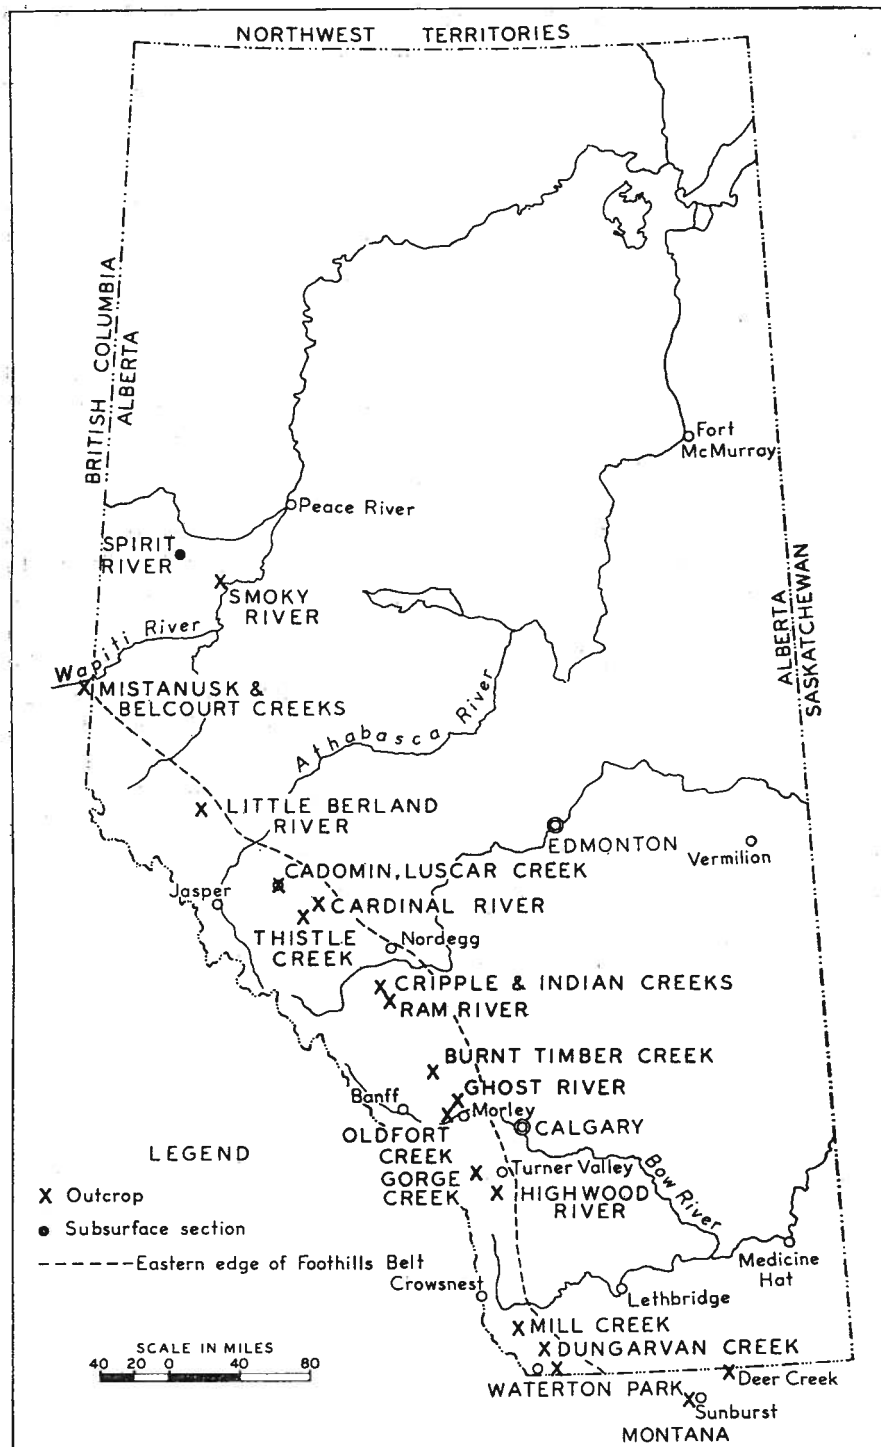 NORTHWEST TERRITORIES
BRITISH COLUMBIA
ALBERTA
Fort
McMurray
Peace River
SPIRIT
RIVER
SMOKY
RIVER
Wapiti River
ALBERTA
SASKATCHEWAN
MISTANUSK &
BELCOURT CREEKS
Athabasca River
LITTLE BERLAND
RIVER
EDMONTON
Vermilion
CADOMIN, LUSCAR CREEK
Jasper
CARDINAL RIVER
THISTLE
CREEK
Nordegg
CRIPPLE & INDIAN CREEKS
RAM RIVER
BURNT TIMBER CREEK
GHOST RIVER
Banff
Morley
OLDFORT
CREEK
CALGARY
GORGE
CREEK
Turner Valley
HIGHWOOD
RIVER
Bow River
LEGEND
X Outcrop
● Subsurface section
------ Eastern edge of Foothills Belt
Medicine
Hat
Crowsnest
Lethbridge
MILL CREEK
DUNGARVAN CREEK
SCALE IN MILES
40 20 0 40 80
WATERTON PARK
Deer Creek
Sunburst
MONTANA